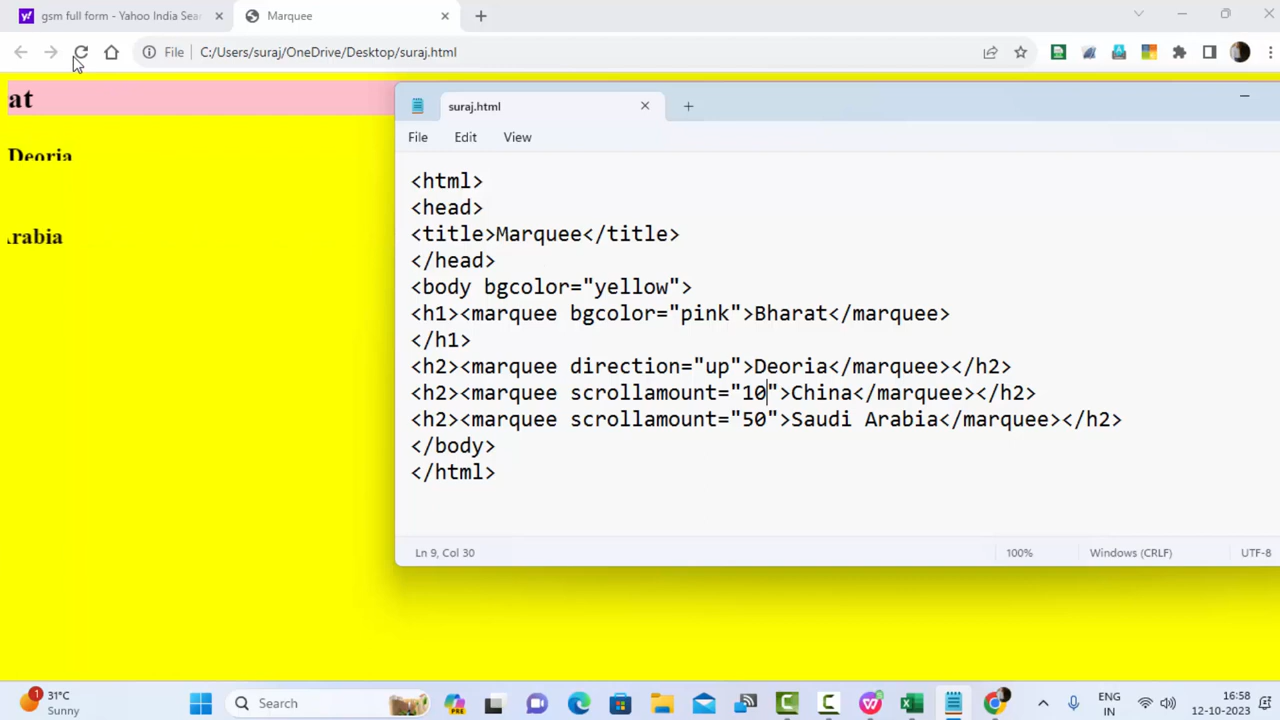 gsm full form - Yahoo India Sear
Marquee
File C:/Users/suraj/OneDrive/Desktop/suraj.html
at
Deoria
Arabia
suraj.html
File Edit View
<html>
<head>
<title>Marquee</title>
</head>
<body bgcolor="yellow">
<h1><marquee bgcolor="pink">Bharat</marquee>
</h1>
<h2><marquee direction="up">Deoria</marquee></h2>
<h2><marquee scrollamount="10">China</marquee></h2>
<h2><marquee scrollamount="50">Saudi Arabia</marquee></h2>
</body>
</html>
Ln 9, Col 30 100% Windows (CRLF) UTF-8
1 31°C
Sunny
Search
PRE
ENG
IN
16:58
12-10-2023